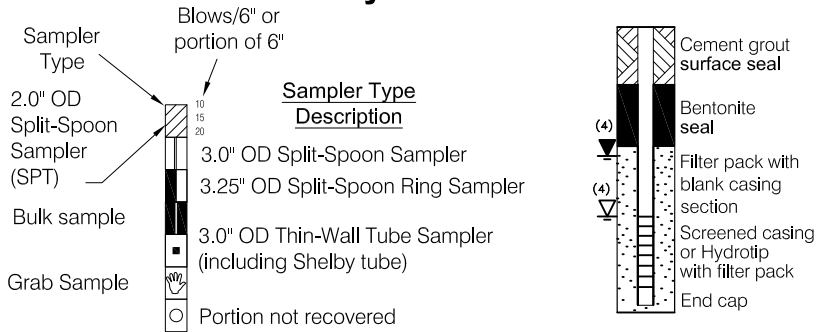 Blows/6" or
portion of 6"
Sampler
Type
10
15
20
2.0" OD
Split-Spoon
Sampler
(SPT)
Sampler Type
Description
3.0" OD Split-Spoon Sampler
3.25" OD Split-Spoon Ring Sampler
Bulk sample
3.0" OD Thin-Wall Tube Sampler
(including Shelby tube)
Grab Sample
Portion not recovered
Cement grout
surface seal
Bentonite
seal
(4)
Filter pack with
blank casing
section
(4)
Screened casing
or Hydrotip
with filter pack
End cap